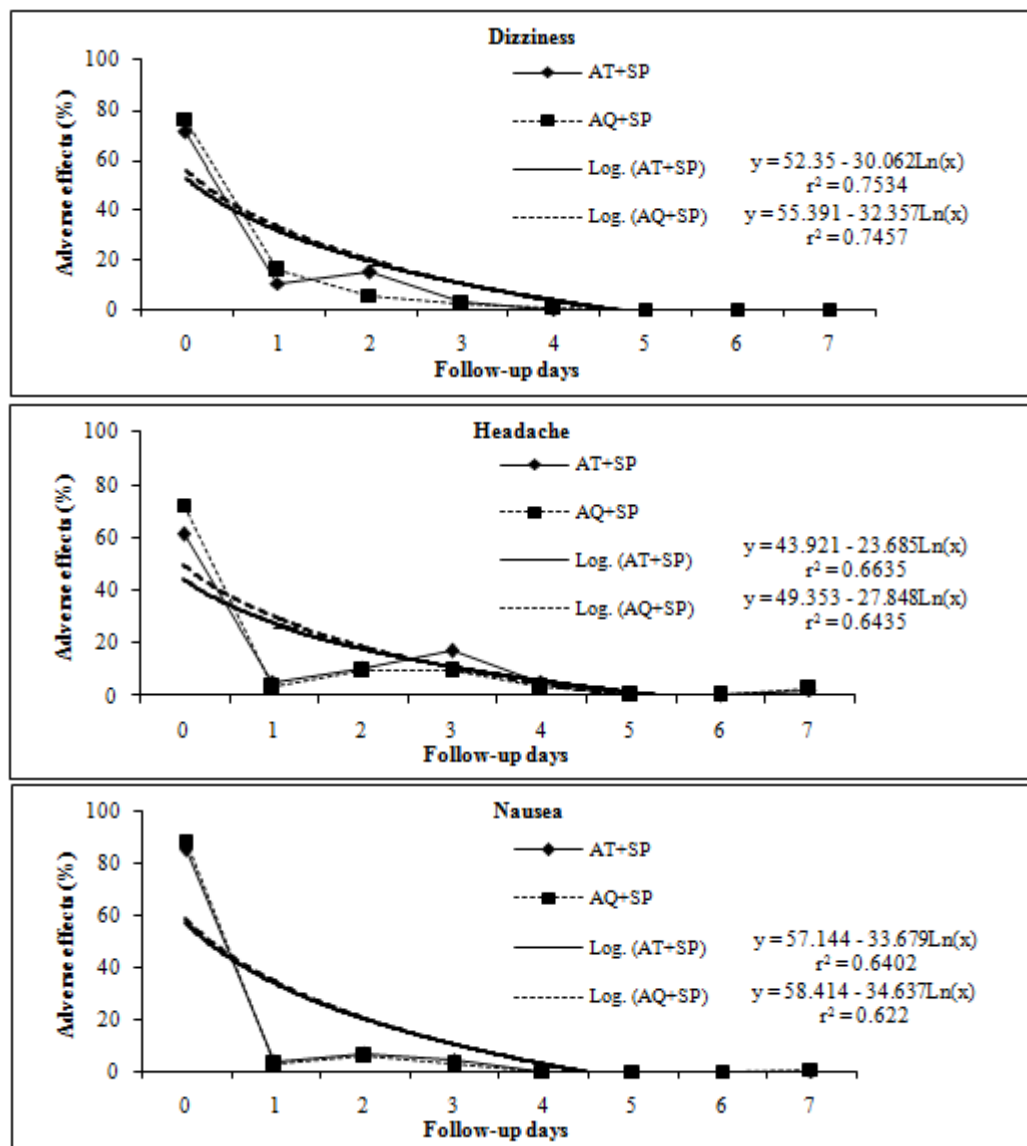 Dizziness
Adverse effects (%)
100
80
60
40
20
0
AT+SP
AQ+SP
Log. (AT+SP) y = 52.35 - 30.062Ln(x)
r² = 0.7534
Log. (AQ+SP) y = 55.391 - 32.357Ln(x)
r² = 0.7457
0 1 2 3 4 5 6 7
Follow-up days
Headache
Adverse effects (%)
100
80
60
40
20
0
AT+SP
AQ+SP
Log. (AT+SP) y = 43.921 - 23.685Ln(x)
r² = 0.6635
Log. (AQ+SP) y = 49.353 - 27.848Ln(x)
r² = 0.6435
0 1 2 3 4 5 6 7
Follow-up days
Nausea
Adverse effects (%)
100
80
60
40
20
0
AT+SP
AQ+SP
Log. (AT+SP) y = 57.144 - 33.679Ln(x)
r² = 0.6402
Log. (AQ+SP) y = 58.414 - 34.637Ln(x)
r² = 0.622
0 1 2 3 4 5 6 7
Follow-up days